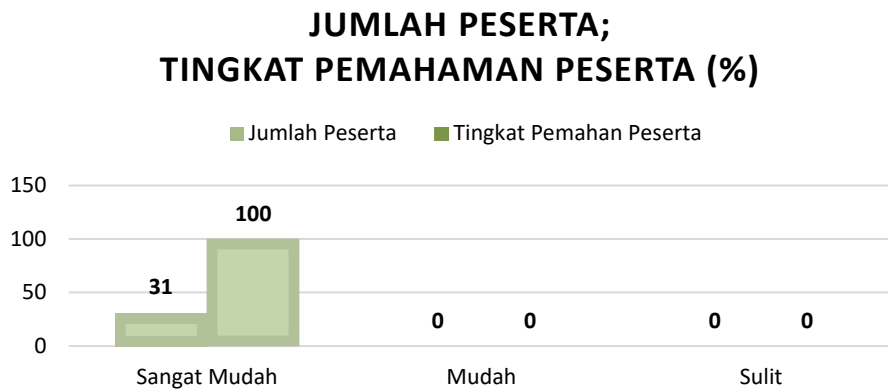 JUMLAH PESERTA;
TINGKAT PEMAHAMAN PESERTA (%)
Jumlah Peserta Tingkat Pemahan Peserta
150
100
50
0
31
100
0 0
0 0
Sangat Mudah Mudah Sulit